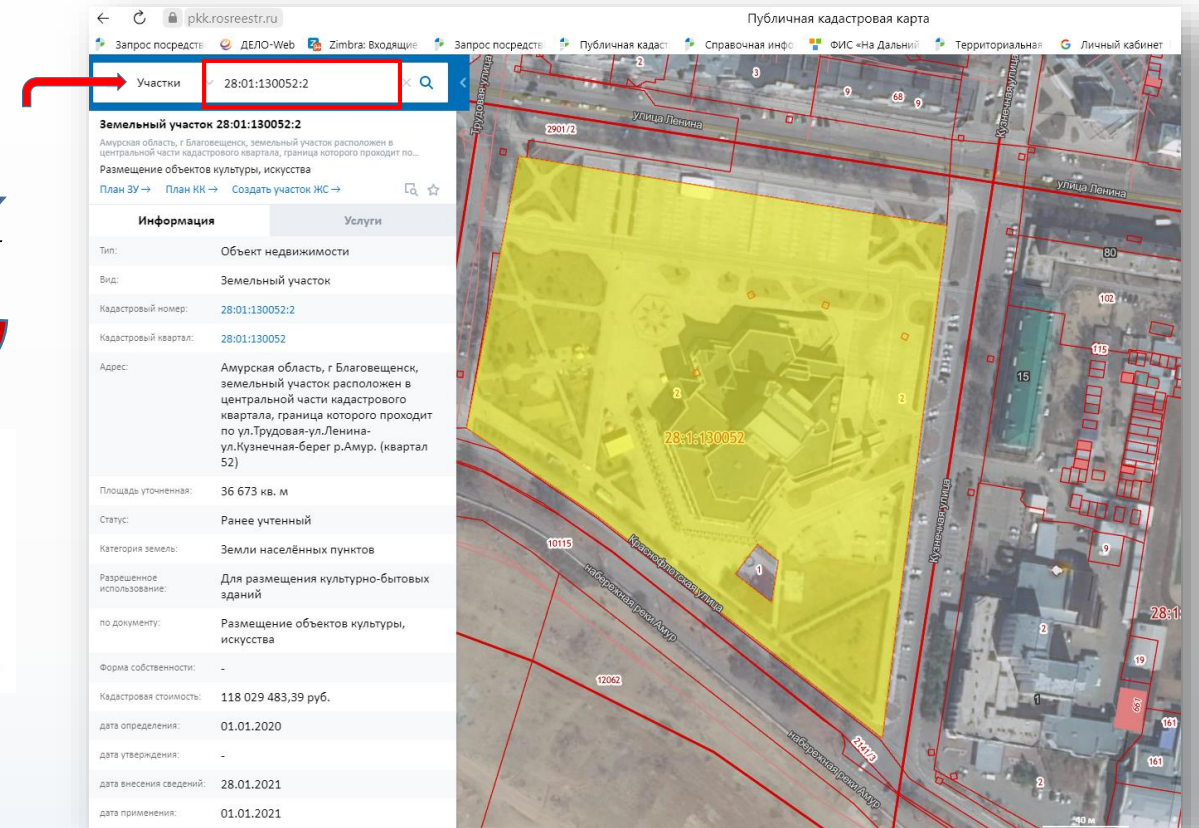 pkk.rosreestr.ru
Публичная кадастровая карта
Запрос посредств
ДЕЛО-Web
Zimbra: Входящие
Запрос посредств
Публичная кадаст
Справочная инфо
ФИС «На Дальний
Территориальная
Личный кабинет
Участки
28:01:130052:2
Земельный участок 28:01:130052:2
Амурская область, г Благовещенск, земельный участок расположен в
центральной части кадастрового квартала, граница которого проходит по...
Размещение объектов культуры, искусства
План ЗУ → План КК → Создать участок ЖС →
Информация
Услуги
Тип: Объект недвижимости
Вид: Земельный участок
Кадастровый номер: 28:01:130052:2
Кадастровый квартал: 28:01:130052
Адрес: Амурская область, г Благовещенск,
земельный участок расположен в
центральной части кадастрового
квартала, граница которого проходит
по ул.Трудовая-ул.Ленина-
ул.Кузнечная-берег р.Амур. (квартал
52)
Площадь уточненная: 36 673 кв. м
Статус: Ранее учтенный
Категория земель: Земли населённых пунктов
Разрешенное
использование:
Для размещения культурно-бытовых
зданий
по документу: Размещение объектов культуры,
искусства
Форма собственности: -
Кадастровая стоимость: 118 029 483,39 руб.
дата определения: 01.01.2020
дата утверждения: -
дата внесения сведений: 28.01.2021
дата применения: 01.01.2021
Трудовая улица
2
3
9
68
9
Кузнечная улица
улица Ленина
2901/2
улица Ленина
80
102
115
15
2
2
28:1:130052
Кузнечная улица
1
10115
Краснофлотская улица
набережная реки Амур
9
28:1:
2
19
12062
1
661
161
2141/3
набережная реки Амур
161
2
40 м